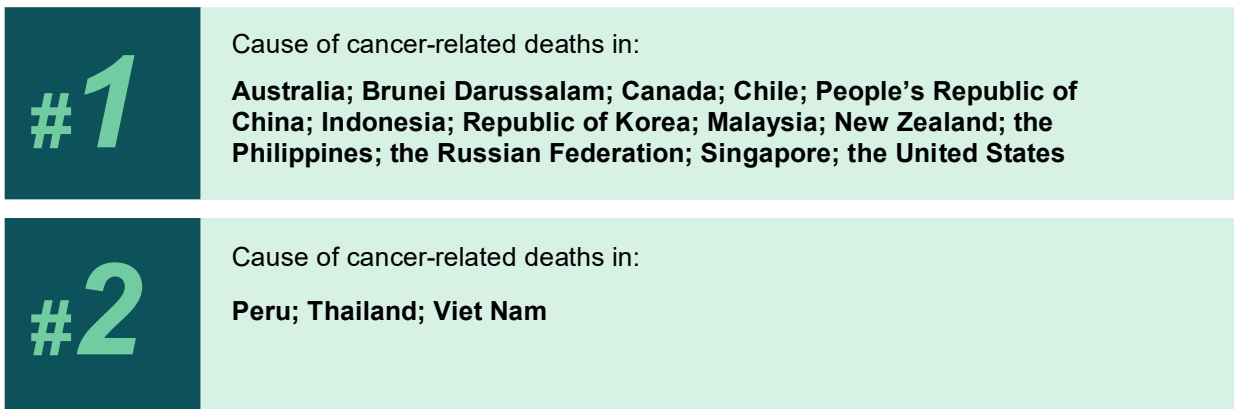 #1
Cause of cancer-related deaths in:
Australia; Brunei Darussalam; Canada; Chile; People’s Republic of
China; Indonesia; Republic of Korea; Malaysia; New Zealand; the
Philippines; the Russian Federation; Singapore; the United States
#2
Cause of cancer-related deaths in:
Peru; Thailand; Viet Nam